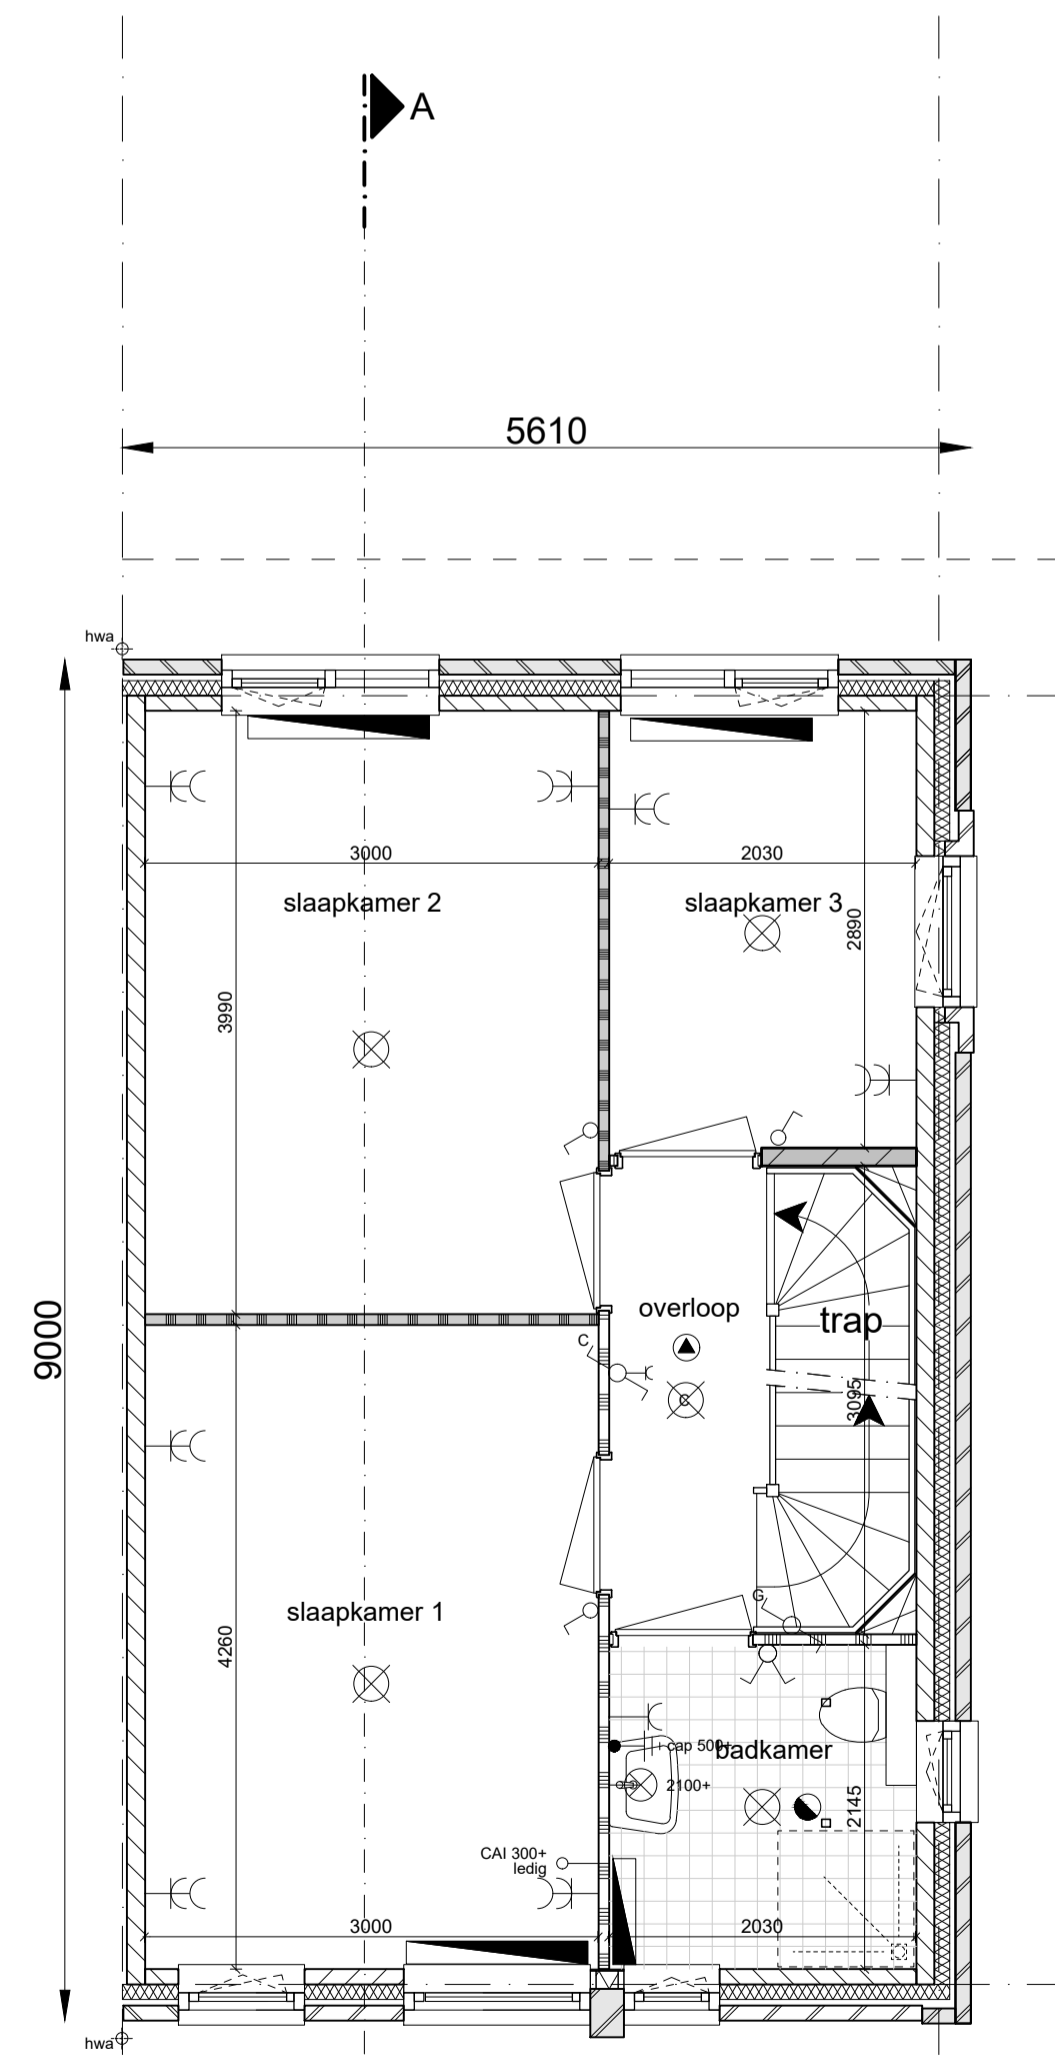 A
5610
hwa
3000
2030
slaapkamer 2
slaapkamer 3
2890
3990
overloop
trap
9000
C
C
3095
4260
slaapkamer 1
G
cap 500+
badkamer
2100+
2145
CAI 300+
ledig
3000
2030
hwa